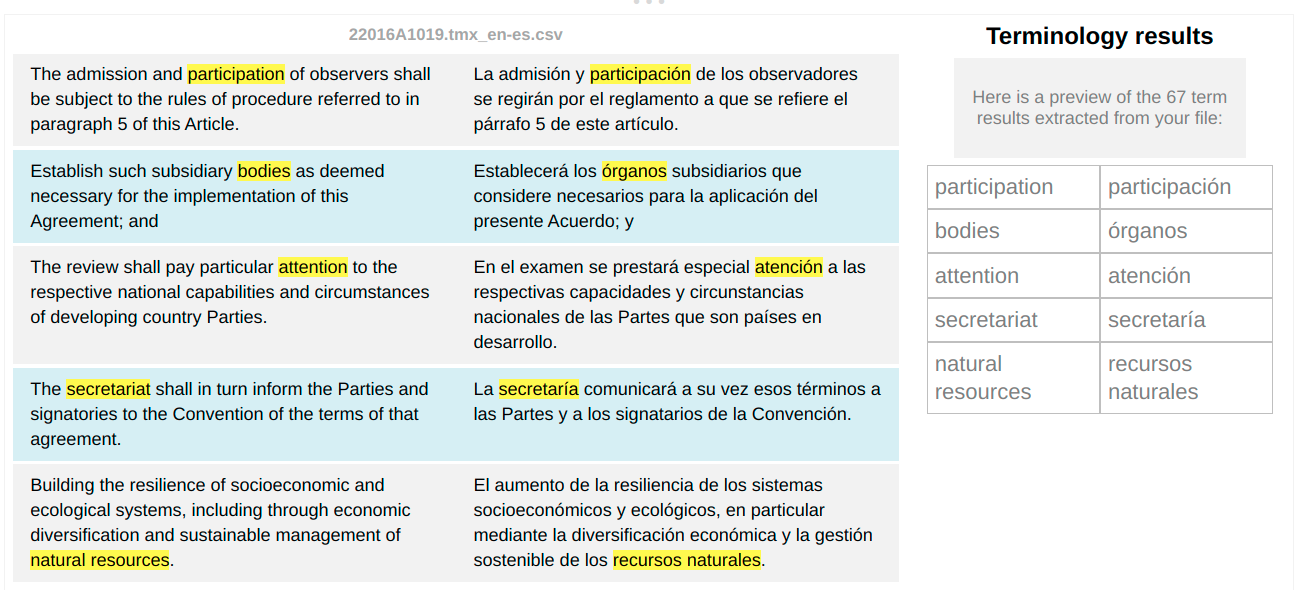 22016A1019.tmx_en-es.csv
The admission and participation of observers shall
be subject to the rules of procedure referred to in
paragraph 5 of this Article.
La admisión y participación de los observadores
se regirán por el reglamento a que se refiere el
párrafo 5 de este artículo.
Establish such subsidiary bodies as deemed
necessary for the implementation of this
Agreement; and
Establecerá los órganos subsidiarios que
considere necesarios para la aplicación del
presente Acuerdo; y
The review shall pay particular attention to the
respective national capabilities and circumstances
of developing country Parties.
En el examen se prestará especial atención a las
respectivas capacidades y circunstancias
nacionales de las Partes que son países en
desarrollo.
The secretariat shall in turn inform the Parties and
signatories to the Convention of the terms of that
agreement.
La secretaría comunicará a su vez esos términos a
las Partes y a los signatarios de la Convención.
Building the resilience of socioeconomic and
ecological systems, including through economic
diversification and sustainable management of
natural resources.
El aumento de la resiliencia de los sistemas
socioeconómicos y ecológicos, en particular
mediante la diversificación económica y la gestión
sostenible de los recursos naturales.
Terminology results
Here is a preview of the 67 term
results extracted from your file:
participation participación
bodies órganos
attention atención
secretariat secretaría
natural recursos
resources naturales